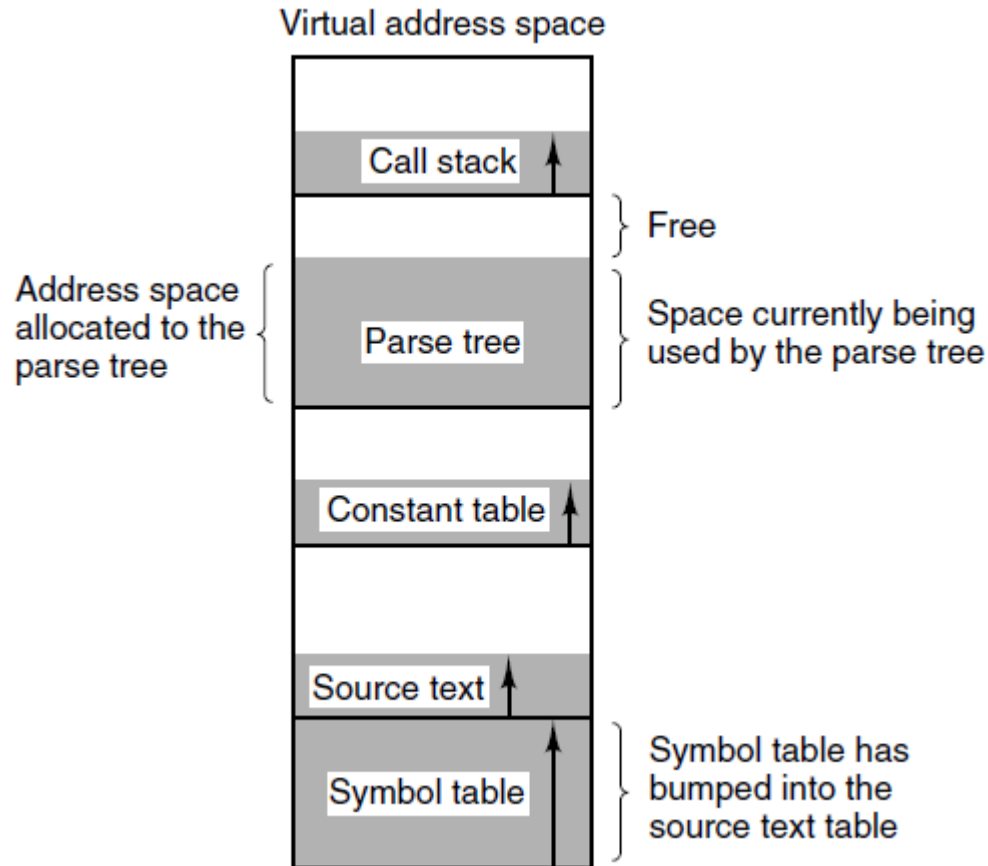 Virtual address space
Call stack
Free
Address space
allocated to the
parse tree
Parse tree
Space currently being
used by the parse tree
Constant table
Source text
Symbol table
Symbol table has
bumped into the
source text table